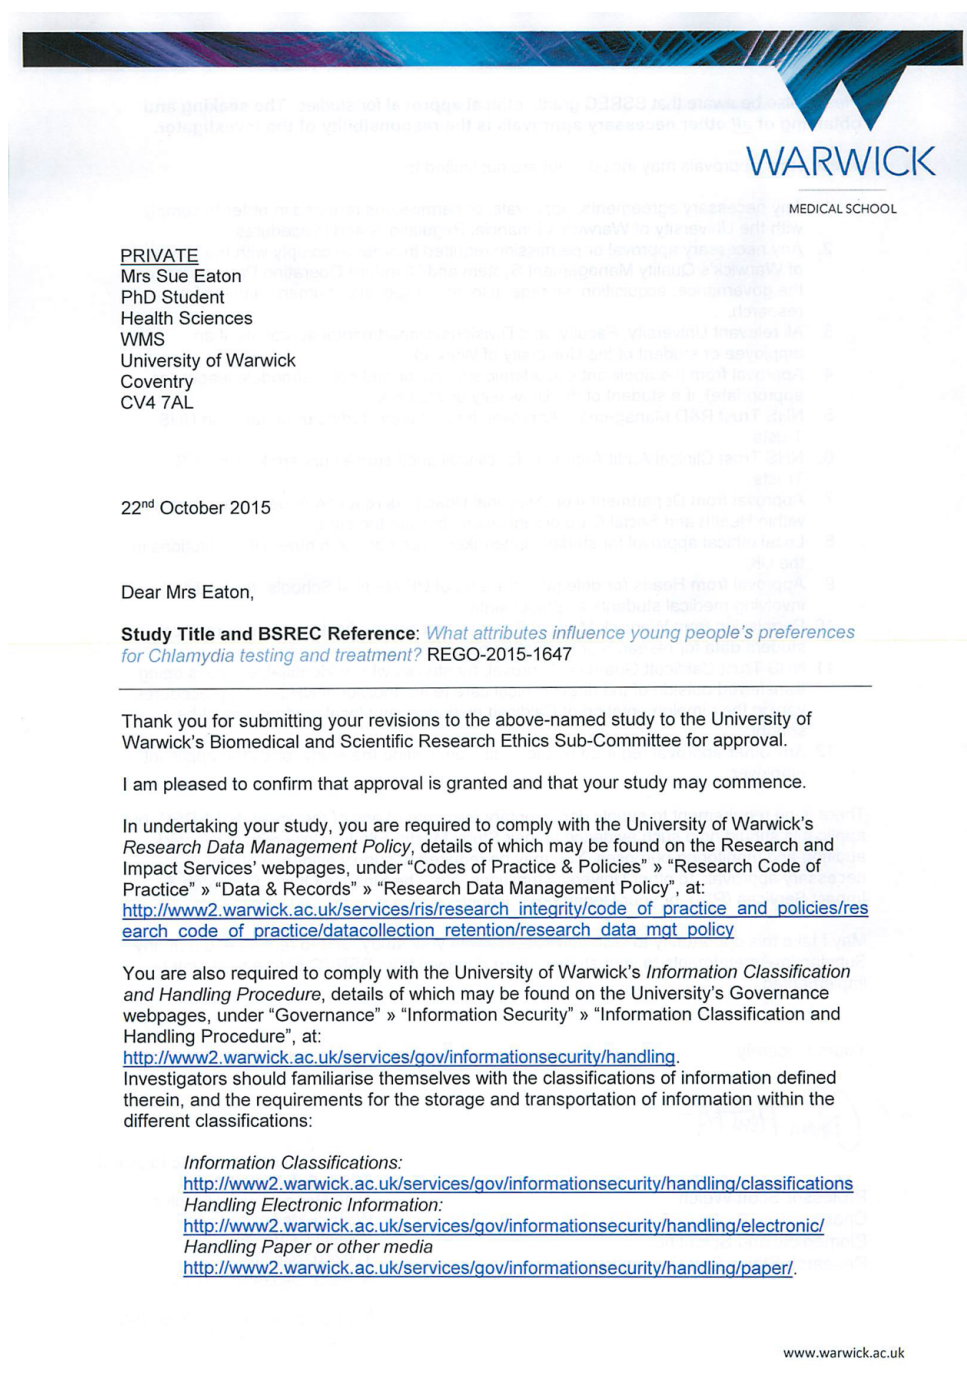 WARWICK
MEDICAL SCHOOL
PRIVATE
Mrs Sue Eaton
PhD Student
Health Sciences
WMS
University of Warwick
Coventry
CV4 7AL
22nd October 2015
Dear Mrs Eaton,
Study Title and BSREC Reference: What attributes influence young people's preferences
for Chlamydia testing and treatment? REGO-2015-1647
Thank you for submitting your revisions to the above-named study to the University of
Warwick's Biomedical and Scientific Research Ethics Sub-Committee for approval.
I am pleased to confirm that approval is granted and that your study may commence.
In undertaking your study, you are required to comply with the University of Warwick's
Research Data Management Policy, details of which may be found on the Research and
Impact Services' webpages, under "Codes of Practice & Policies" » "Research Code of
Practice" » "Data & Records" » "Research Data Management Policy", at:
http://www2.warwick.ac.uk/services/ris/research_integrity/code_of_practice_and_policies/res
earch_code_of_practice/datacollection_retention/research_data_mgt_policy
You are also required to comply with the University of Warwick's Information Classification
and Handling Procedure, details of which may be found on the University's Governance
webpages, under "Governance" » "Information Security" » "Information Classification and
Handling Procedure", at:
http://www2.warwick.ac.uk/services/gov/informationsecurity/handling.
Investigators should familiarise themselves with the classifications of information defined
therein, and the requirements for the storage and transportation of information within the
different classifications:
Information Classifications:
http://www2.warwick.ac.uk/services/gov/informationsecurity/handling/classifications
Handling Electronic Information:
http://www2.warwick.ac.uk/services/gov/informationsecurity/handling/electronic/
Handling Paper or other media
http://www2.warwick.ac.uk/services/gov/informationsecurity/handling/paper/.
www.warwick.ac.uk